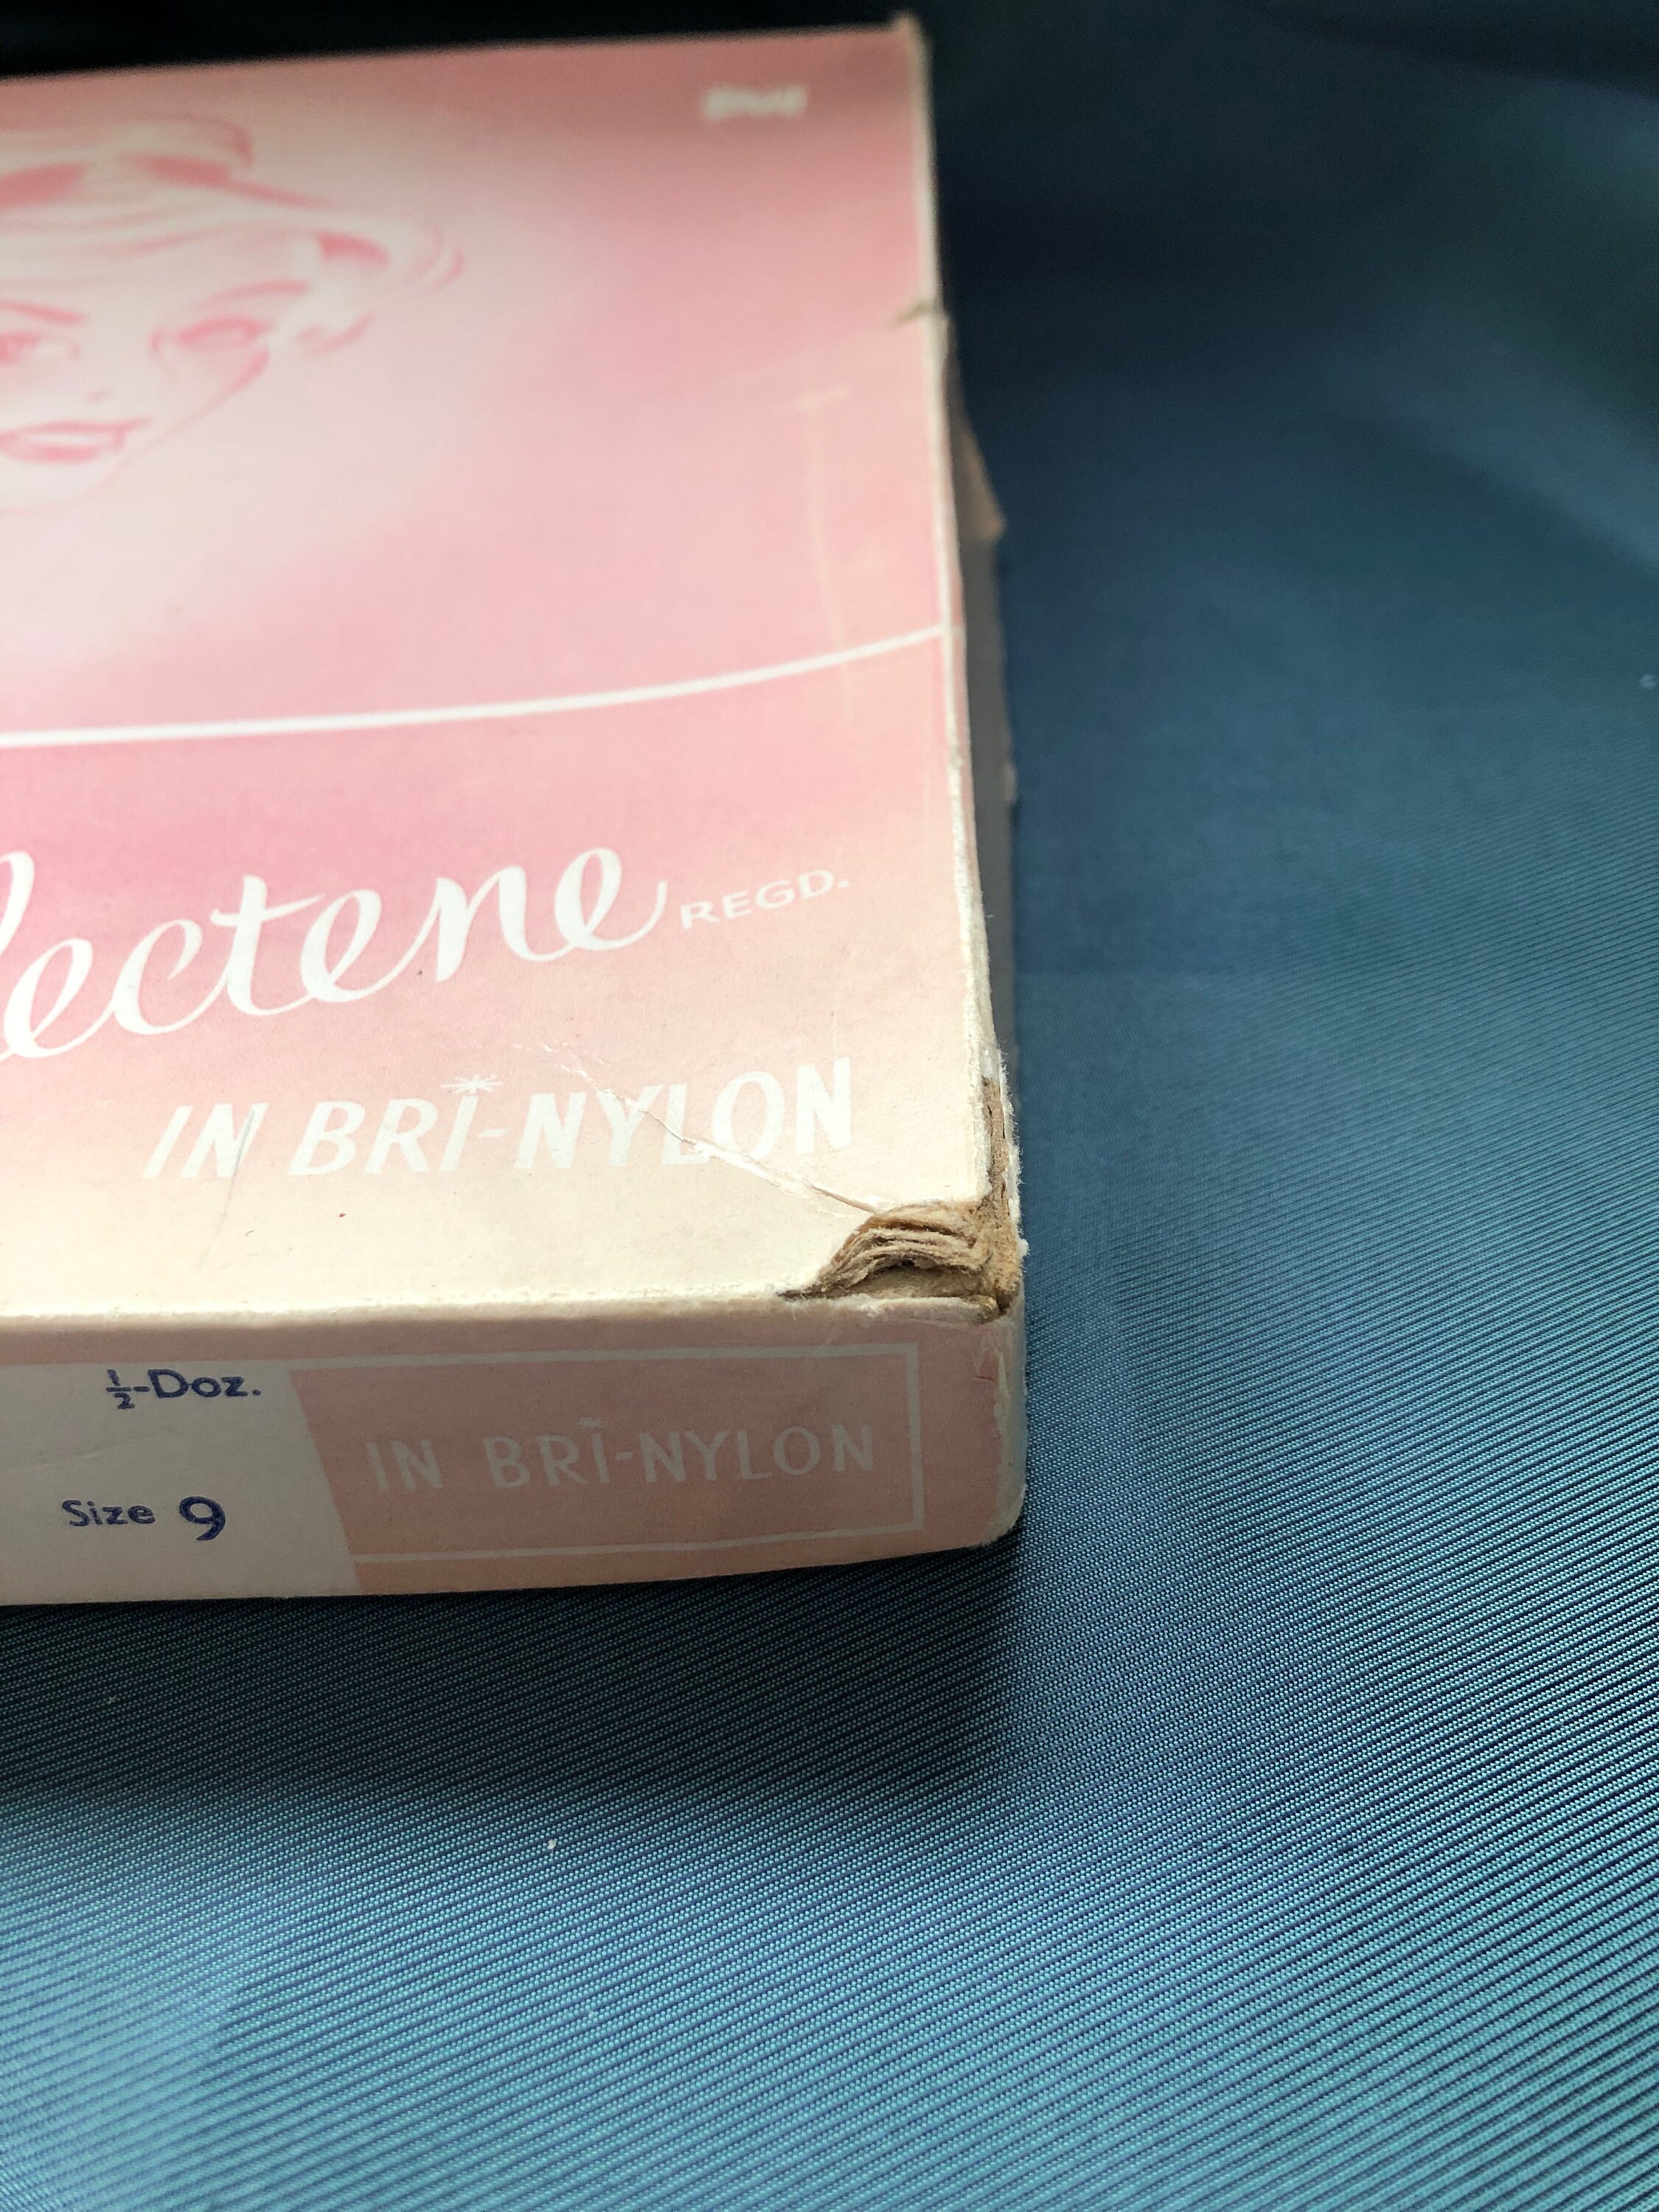 lectene REGD.
IN BRI-NYLON
½-Doz.
IN BRI-NYLON
Size 9